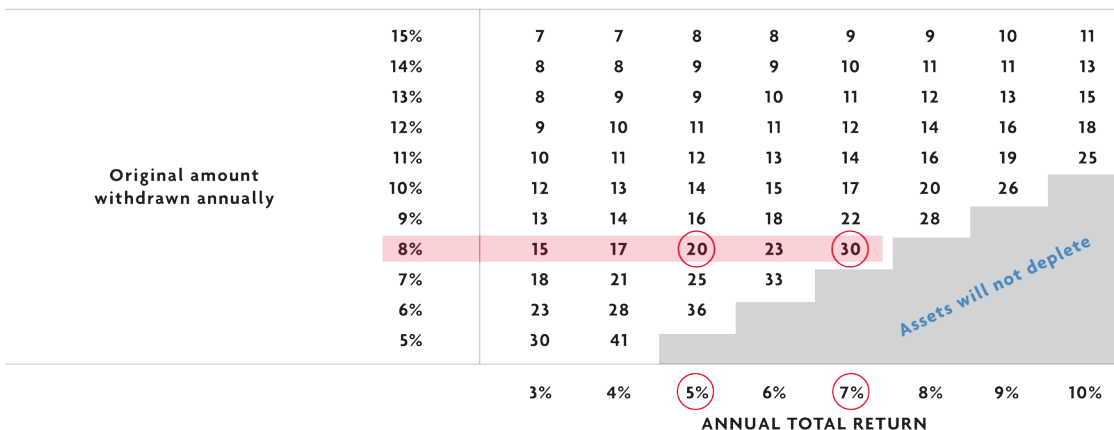 15% 7 7 8 8 9 9 10 11
14% 8 8 9 9 10 11 11 13
13% 8 9 9 10 11 12 13 15
12% 9 10 11 11 12 14 16 18
11% 10 11 12 13 14 16 19 25
Original amount
withdrawn annually
10% 12 13 14 15 17 20 26
9% 13 14 16 18 22 28
8% 15 17 20 23 30
7% 18 21 25 33
6% 23 28 36
5% 30 41
Assets will not deplete
3% 4% 5% 6% 7% 8% 9% 10%
ANNUAL TOTAL RETURN